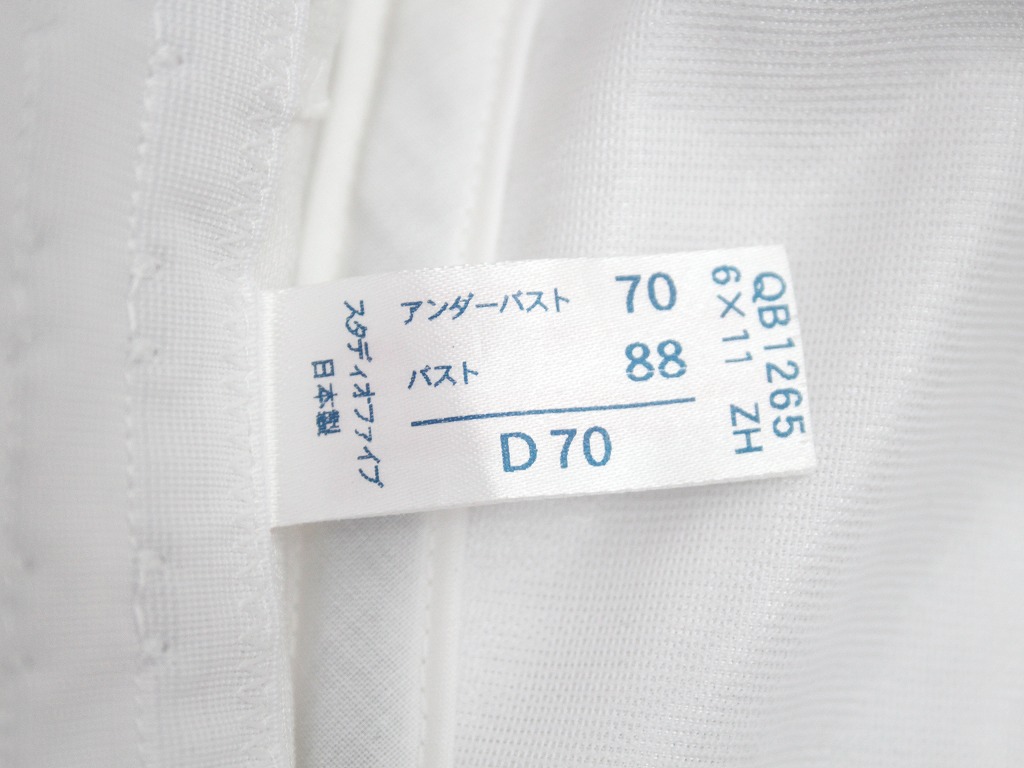 アンダーバスト 70
バスト 88
D70
QB1265
6×11 ZH
スタディオファイブ
日本製